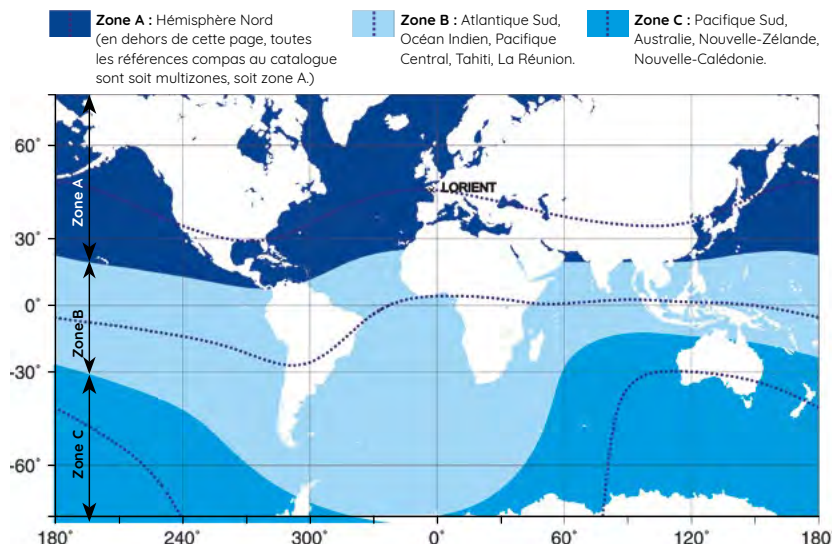 Zone A : Hémisphère Nord
(en dehors de cette page, toutes
les références compas au catalogue
sont soit multizones, soit zone A.)
Zone B : Atlantique Sud,
Océan Indien, Pacifique
Central, Tahiti, La Réunion.
Zone C : Pacifique Sud,
Australie, Nouvelle-Zélande,
Nouvelle-Calédonie.
60°
Zone A
LORIENT
30°
0°
Zone B
-30°
Zone C
-60°
180° 240° 300° 0° 60° 120° 180